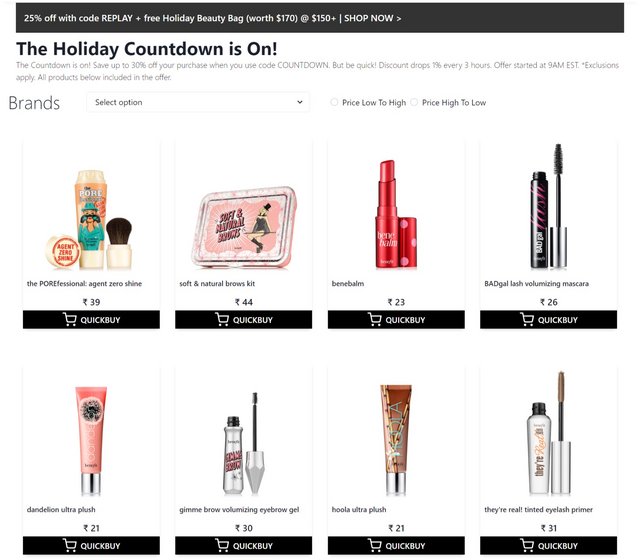 25% off with code REPLAY + free Holiday Beauty Bag (worth $170) @ $150+ | SHOP NOW >
The Holiday Countdown is On!
The Countdown is on! Save up to 30% off your purchase when you use code COUNTDOWN. But be quick! Discount drops 1% every 3 hours. Offer started at 9AM EST. *Exclusions
apply. All products below included in the offer.
Brands
Select option
Price Low To High
Price High To Low
the PORE
AGENT ZERO SHINE
SOFT & NATURAL BROWS
bene balm
benefit
BADgal lash
the POREfessional: agent zero shine
soft & natural brows kit
benebalm
BADgal lash volumizing mascara
₹ 39
₹ 44
₹ 23
₹ 26
QUICKBUY
QUICKBUY
QUICKBUY
QUICKBUY
benefit
GIMME BROW
HOOLA
benefit
they're Real!
dandelion ultra plush
gimme brow volumizing eyebrow gel
hoola ultra plush
they're real! tinted eyelash primer
₹ 21
₹ 30
₹ 21
₹ 31
QUICKBUY
QUICKBUY
QUICKBUY
QUICKBUY